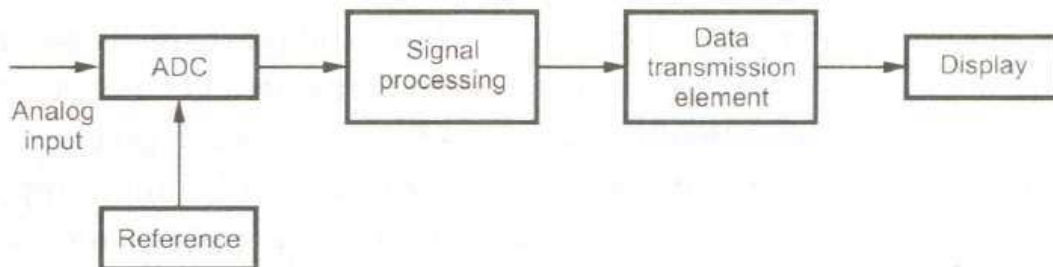 ADC
Analog
input
Reference
Signal
processing
Data
transmission
element
Display